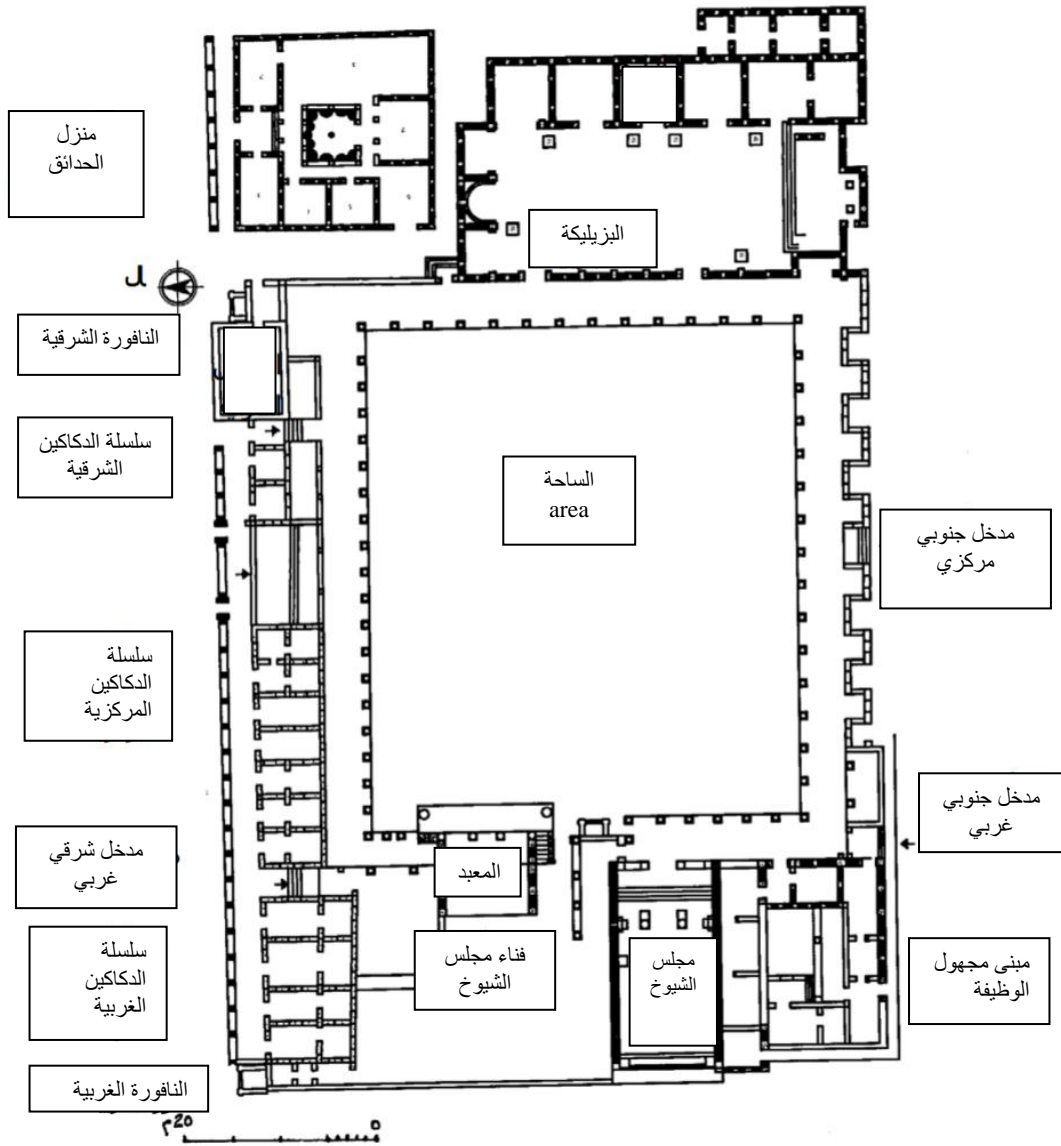 منزل
الحدائق
البزيليكة
النافورة الشرقية
سلسلة الدكاكين
الشرقية
الساحة
area
مدخل جنوبي
مركزي
سلسلة
الدكاكين
المركزية
مدخل جنوبي
غربي
مدخل شرقي
غربي
المعبد
سلسلة
الدكاكين
الغربية
فناء مجلس
الشيوخ
مجلس
الشيوخ
مبنى مجهول
الوظيفة
النافورة الغربية
20م
0